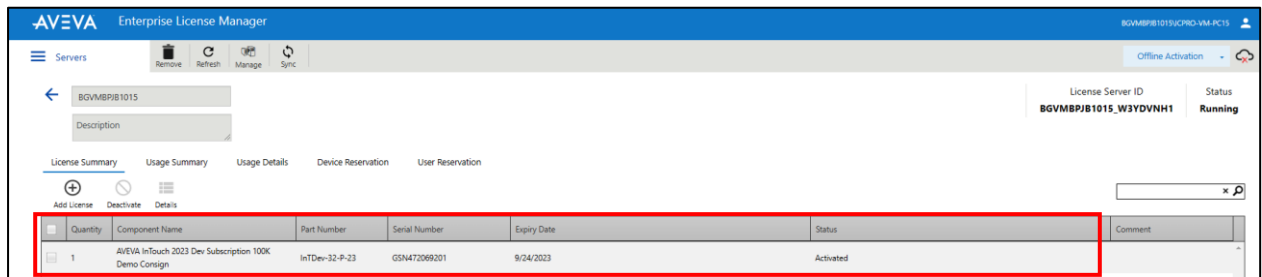 AVEVA Enterprise License Manager BGVMBPJB1015\JCPRO-VM-PC15
Servers Remove Refresh Manage Sync Offline Activation
BGVMBPJB1015 License Server ID Status
BGVMBPJB1015_W3YDVNH1 Running
Description
License Summary Usage Summary Usage Details Device Reservation User Reservation
Add License Deactivate Details
Quantity Component Name Part Number Serial Number Expiry Date Status Comment
1 AVEVA InTouch 2023 Dev Subscription 100K InTDev-32-P-23 GSN472069201 9/24/2023 Activated
Demo Consign